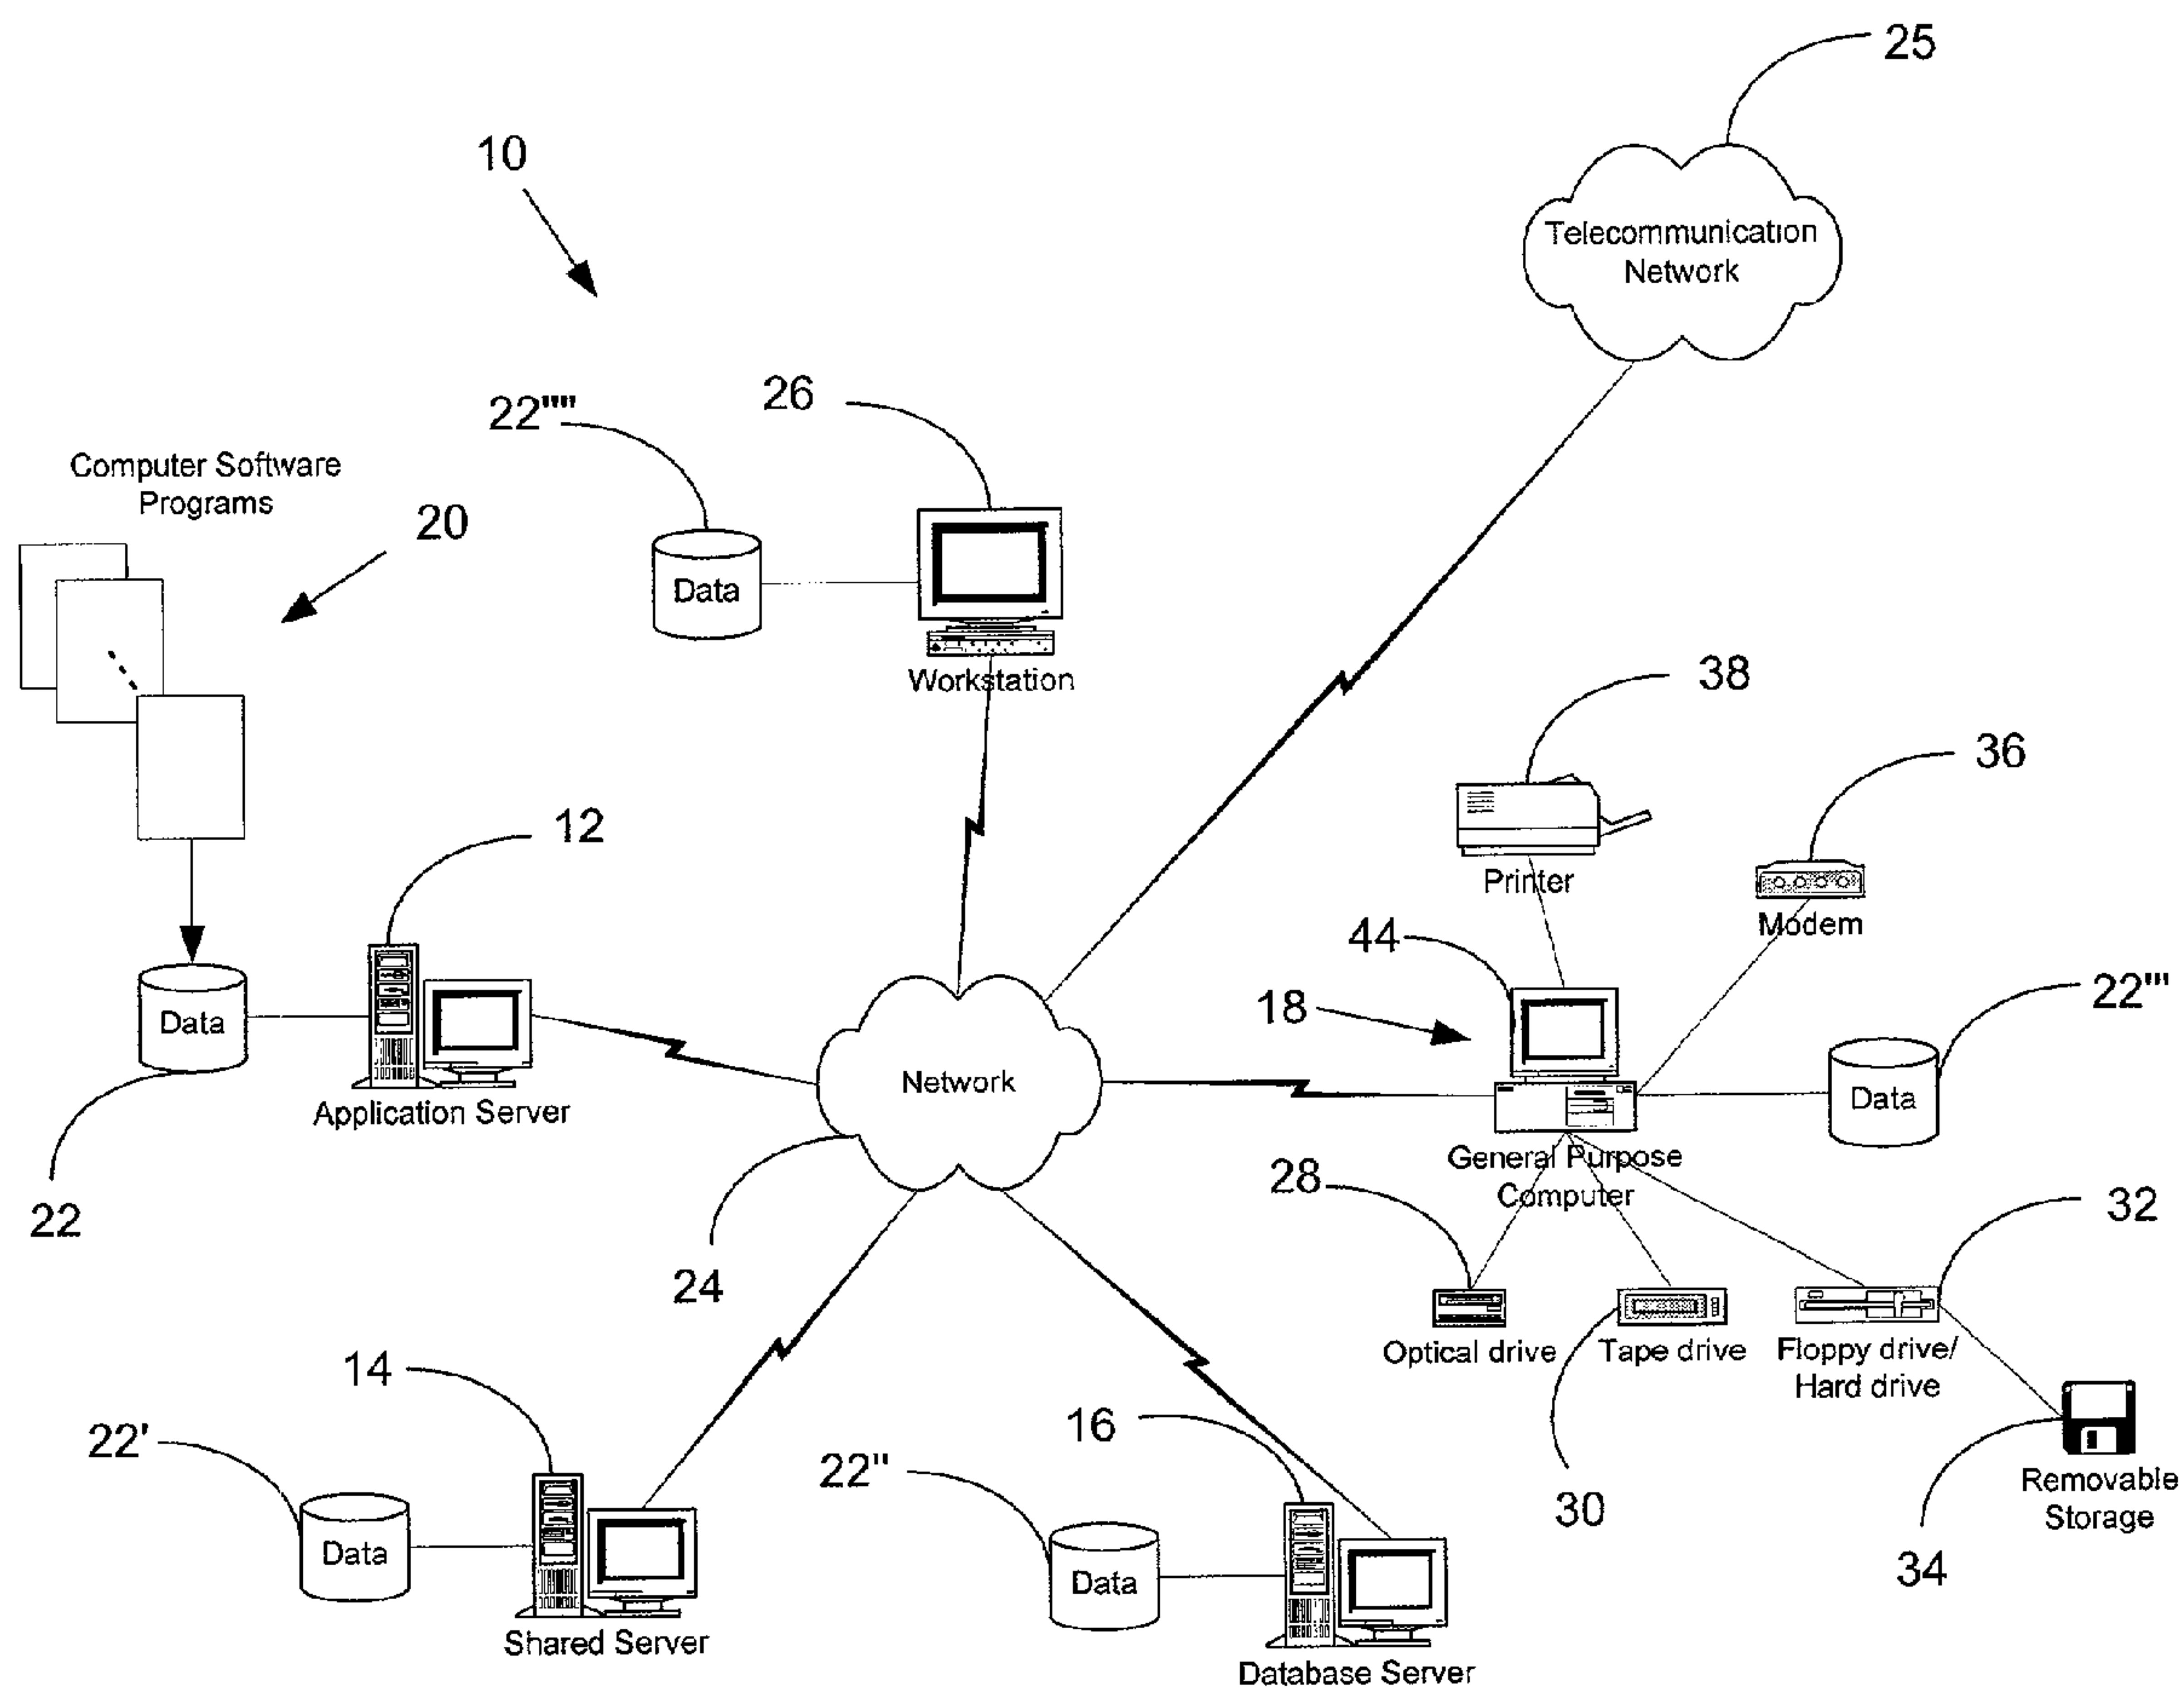 25
10
Telecommunication
Network
26
22""
Computer Software
Programs
20
Data
Workstation
38
36
12
Printer
Modem
44
18
22'''
Data
Application Server
Network
Data
General Purpose
Computer
22
24
28
32
Optical drive
Tape drive
Floppy drive/
Hard drive
14
22'
16
22"
30
34
Removable
Storage
Data
Shared Server
Data
Database Server